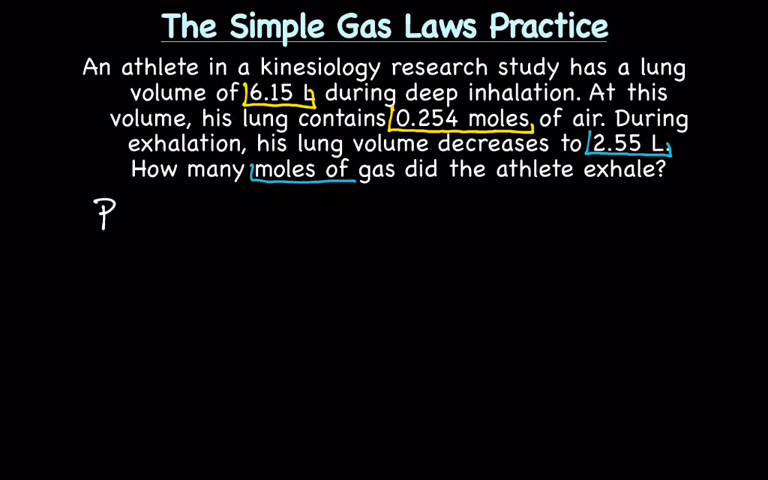 The Simple Gas Laws Practice
An athlete in a kinesiology research study has a lung
volume of 6.15 L during deep inhalation. At this
volume, his lung contains 0.254 moles of air. During
exhalation, his lung volume decreases to 2.55 L.
How many moles of gas did the athlete exhale?
P